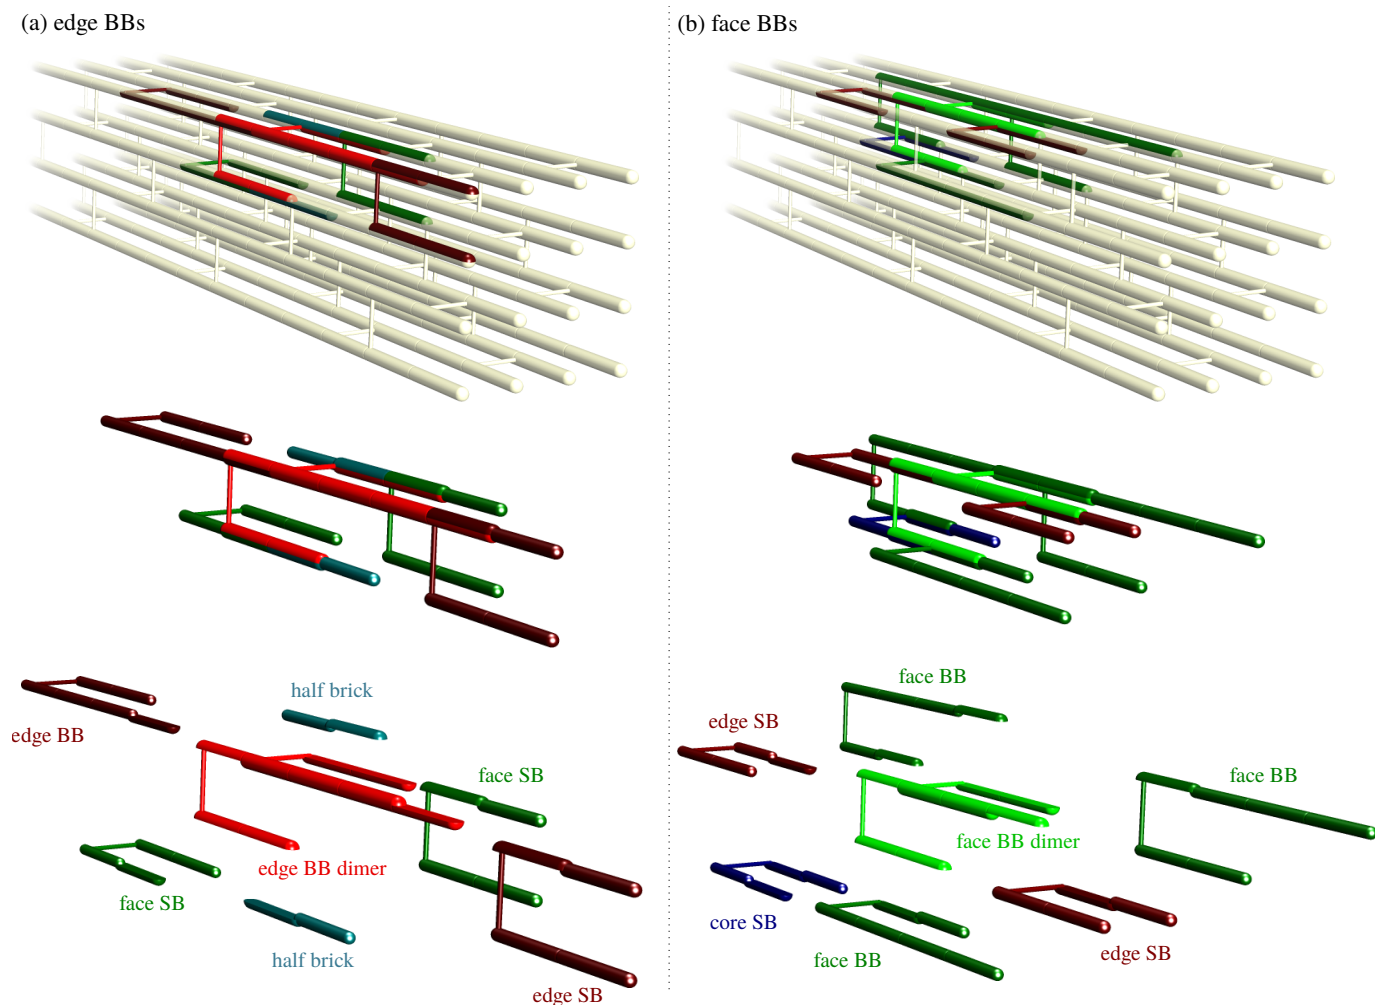 (a) edge BBs
(b) face BBs
half brick
edge BB
face SB
edge BB dimer
face SB
half brick
edge SB
face BB
edge SB
face BB
face BB dimer
core SB
face BB
edge SB